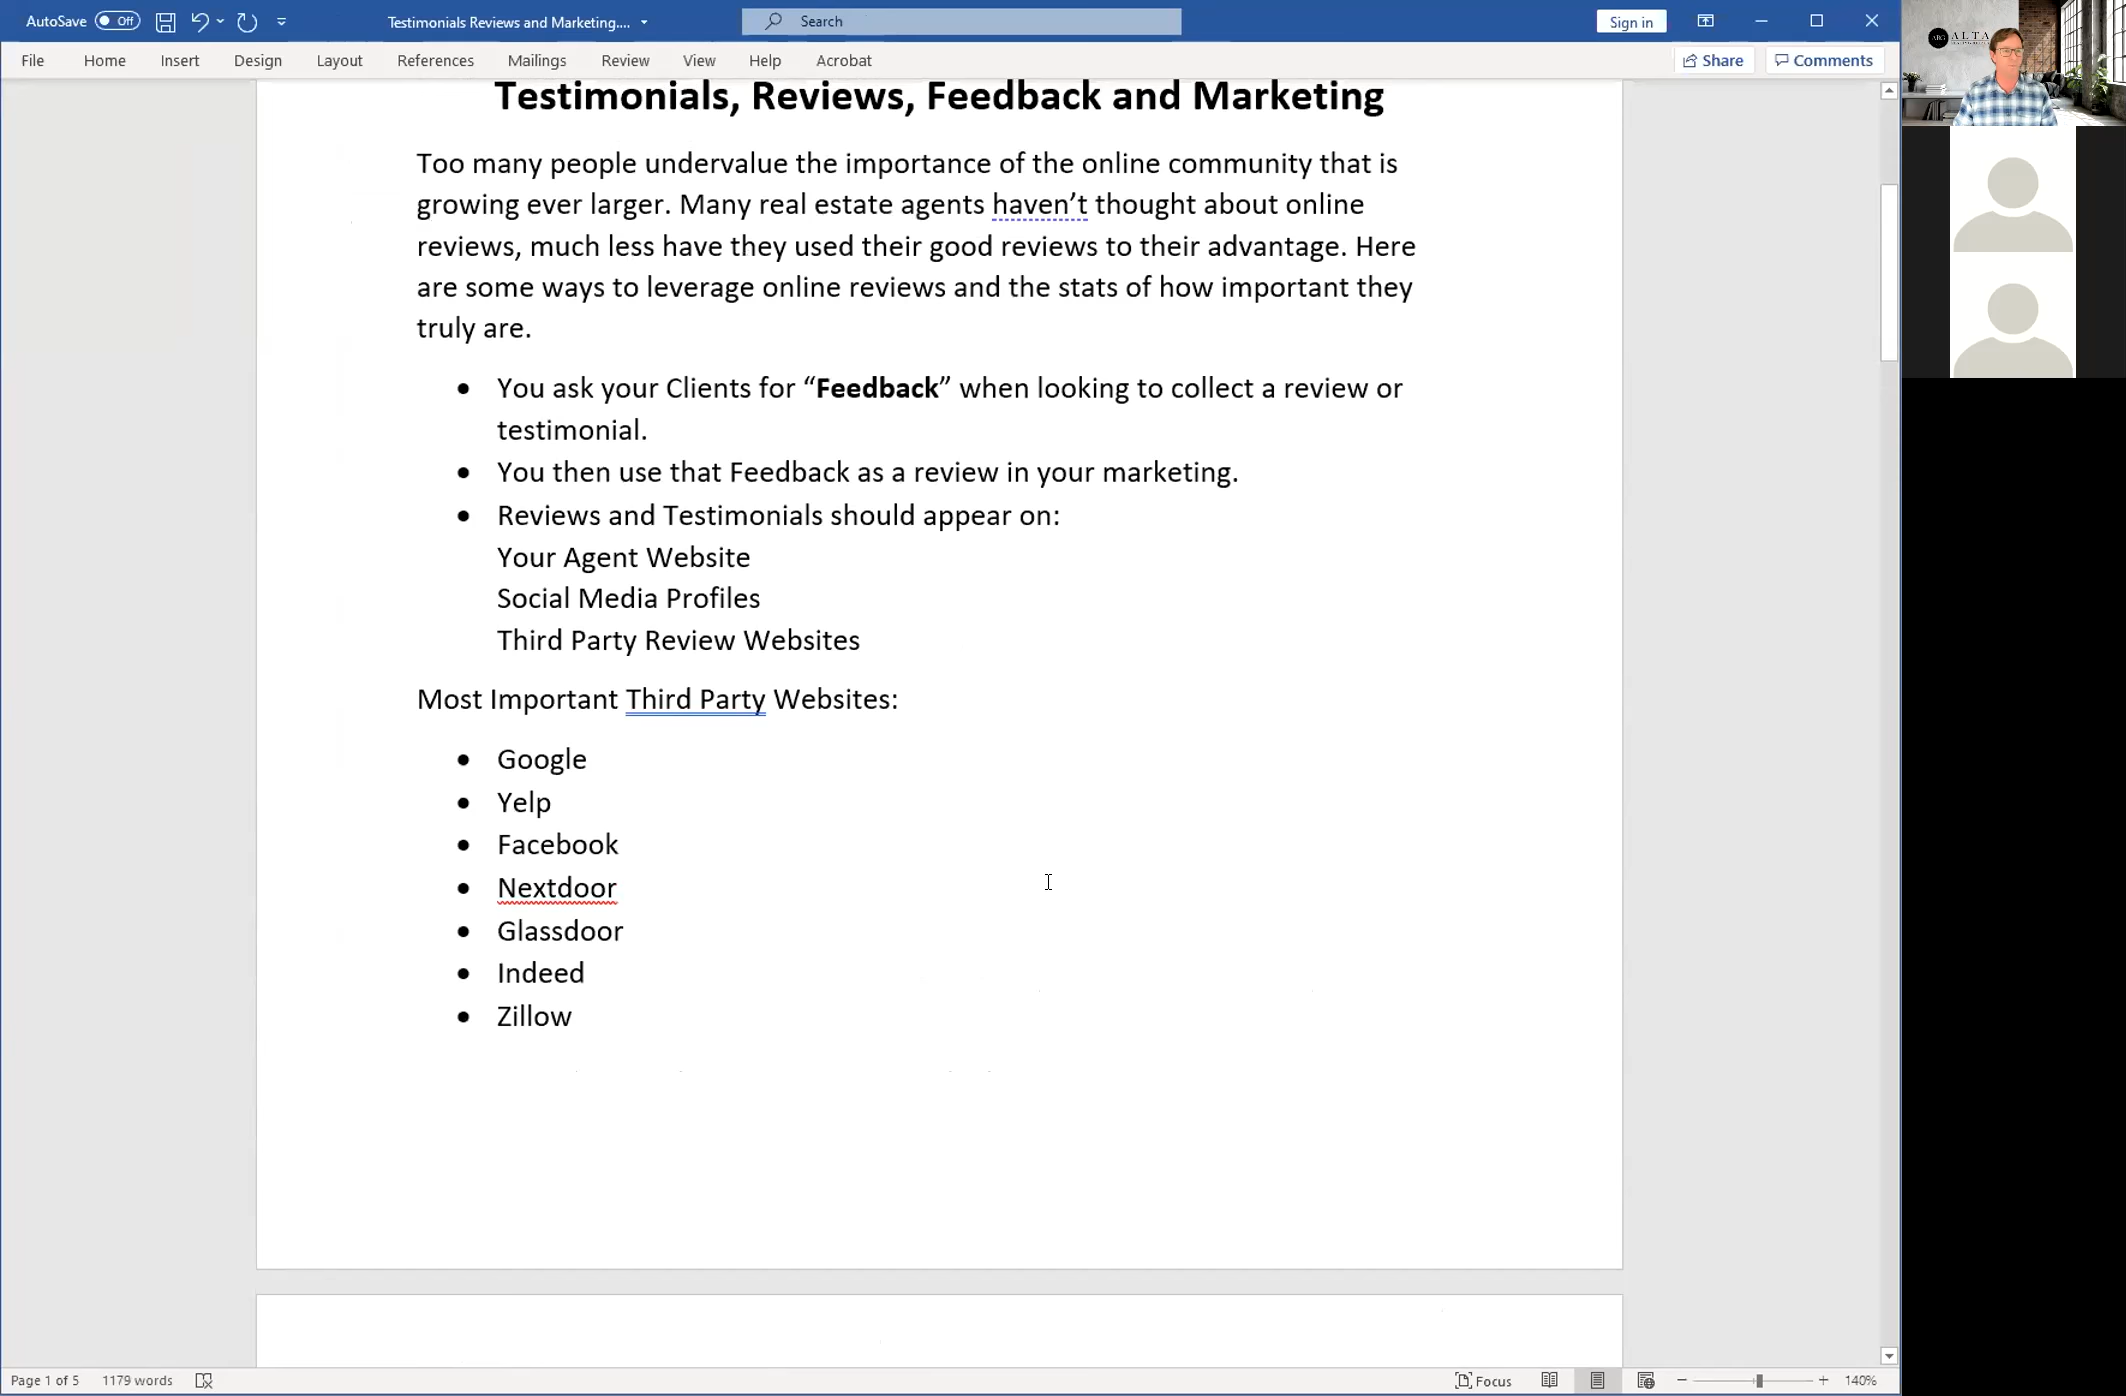 AutoSave Off
Testimonials Reviews and Marketing....
Search
Sign in
File Home Insert Design Layout References Mailings Review View Help Acrobat
Share Comments
ALTA
Testimonials, Reviews, Feedback and Marketing
Too many people undervalue the importance of the online community that is
growing ever larger. Many real estate agents haven’t thought about online
reviews, much less have they used their good reviews to their advantage. Here
are some ways to leverage online reviews and the stats of how important they
truly are.
• You ask your Clients for “Feedback” when looking to collect a review or
testimonial.
• You then use that Feedback as a review in your marketing.
• Reviews and Testimonials should appear on:
Your Agent Website
Social Media Profiles
Third Party Review Websites
Most Important Third Party Websites:
• Google
• Yelp
• Facebook
• Nextdoor
• Glassdoor
• Indeed
• Zillow
Page 1 of 5 1179 words
Focus
140%